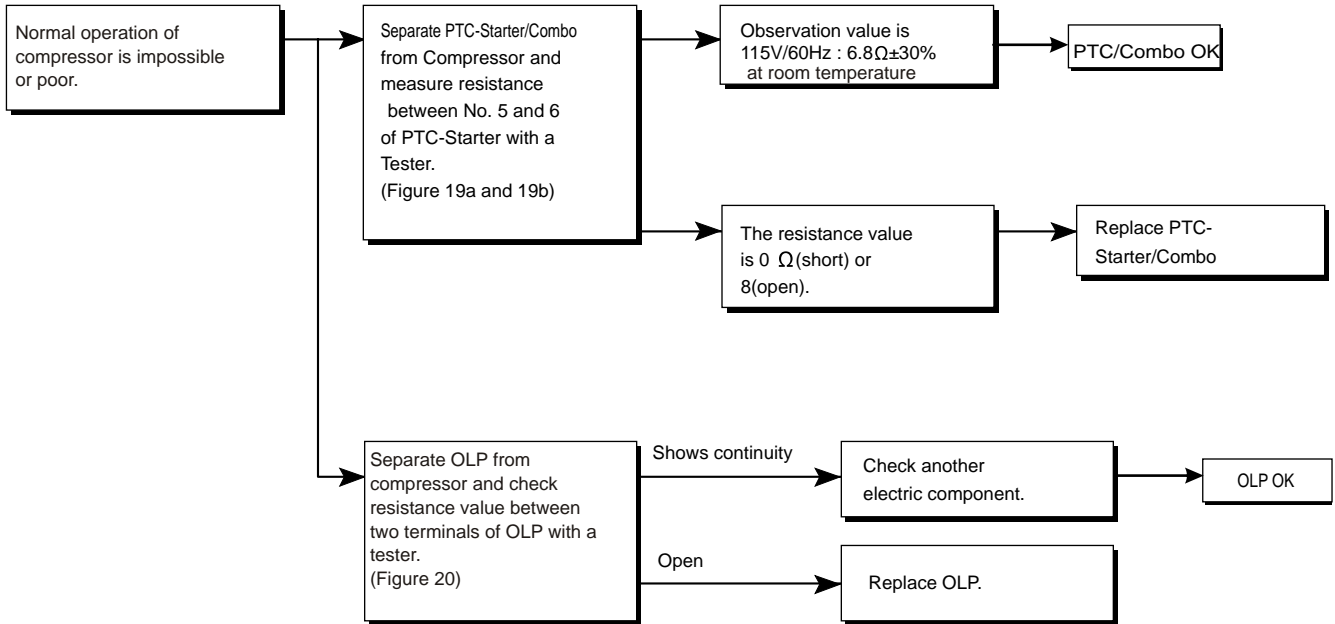 Normal operation of
compressor is impossible
or poor.
Separate PTC-Starter/Combo
from Compressor and
measure resistance
between No. 5 and 6
of PTC-Starter with a
Tester.
(Figure 19a and 19b)
Observation value is
115V/60Hz : 6.8Ω±30%
at room temperature
PTC/Combo OK
The resistance value
is 0 Ω(short) or
8(open).
Replace PTC-
Starter/Combo
Separate OLP from
compressor and check
resistance value between
two terminals of OLP with a
tester.
(Figure 20)
Shows continuity
Check another
electric component.
OLP OK
Open
Replace OLP.